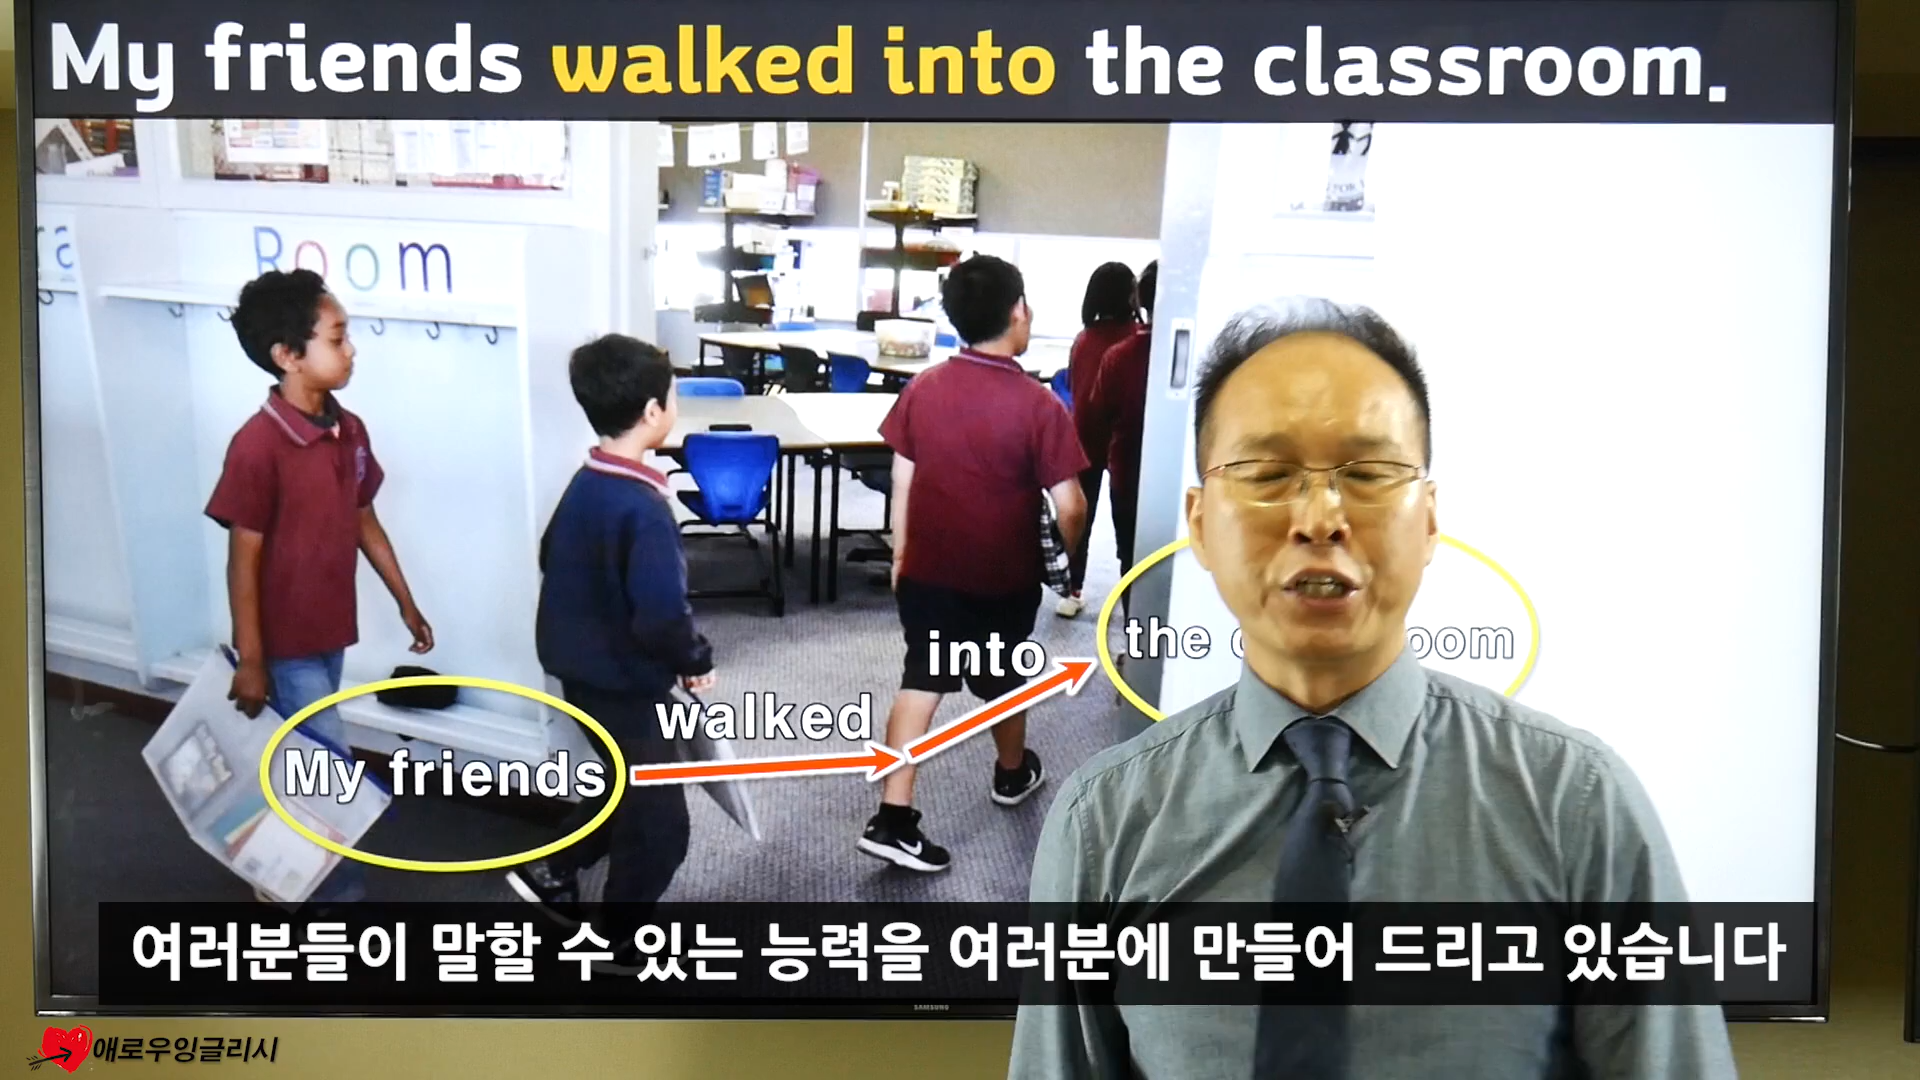 My friends walked into the classroom.
Room
into
the oom
walked
My friends
여러분들이 말할 수 있는 능력을 여러분에 만들어 드리고 있습니다
SAMSUNG
애로우잉글리시